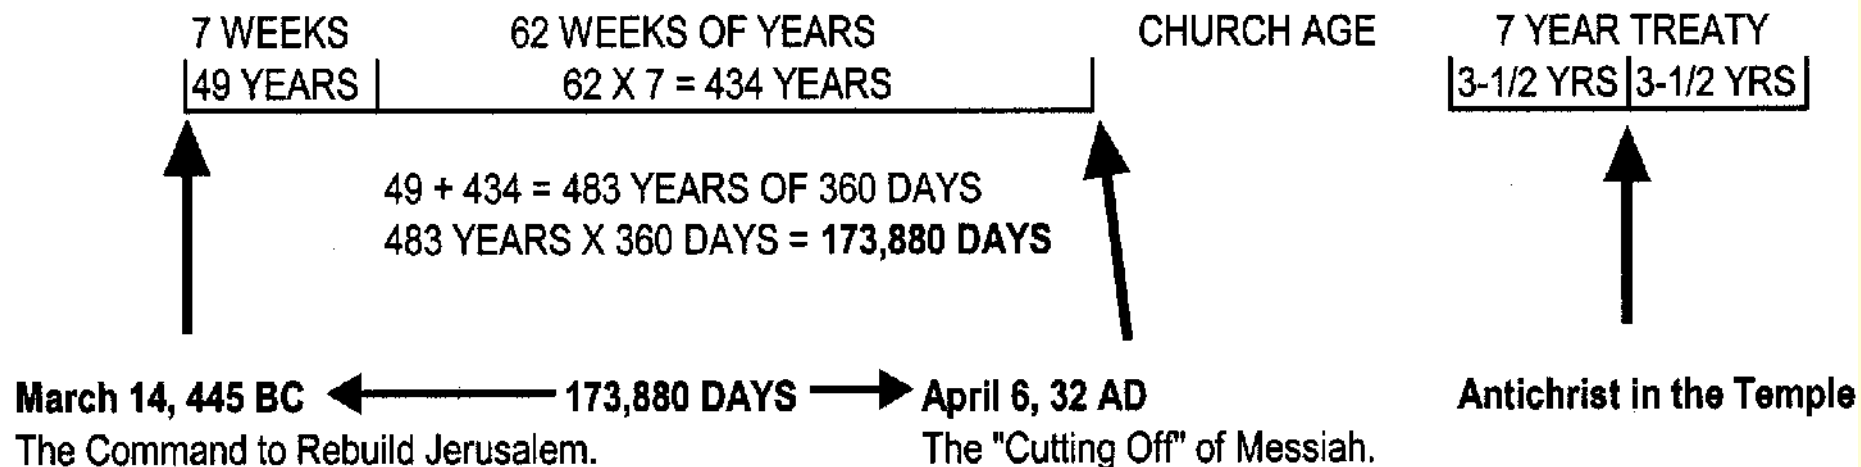 7 WEEKS 62 WEEKS OF YEARS CHURCH AGE 7 YEAR TREATY
49 YEARS 62 X 7 = 434 YEARS 3-1/2 YRS 3-1/2 YRS
49 + 434 = 483 YEARS OF 360 DAYS
483 YEARS X 360 DAYS = 173,880 DAYS
March 14, 445 BC 173,880 DAYS April 6, 32 AD Antichrist in the Temple
The Command to Rebuild Jerusalem. The "Cutting Off" of Messiah.